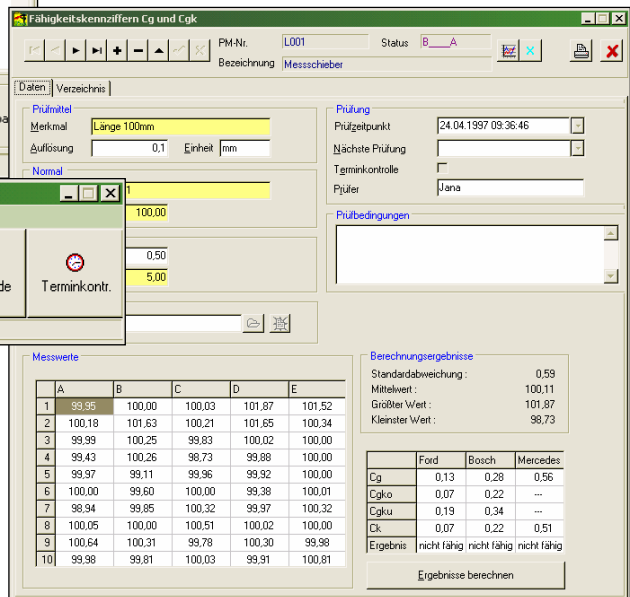 Fähigkeitskennziffern Cg und Cgk
PM-Nr. L001 Status B___A
Bezeichnung Messschieber
Daten Verzeichnis
Prüfmittel
Merkmal Länge 100mm
Auflösung 0,1 Einheit mm
Prüfung
Prüfzeitpunkt 24.04.1997 09:36:46
Nächste Prüfung
Terminkontrolle
Prüfer Jana
Normal
1
100,00
0,50
5,00
Prüfbedingungen
de Terminkontr.
Messwerte
A B C D E
1 99,95 100,00 100,03 101,87 101,52
2 100,18 101,63 100,21 101,65 100,34
3 99,99 100,25 99,83 100,02 100,00
4 99,43 100,26 98,73 99,88 100,00
5 99,97 99,11 99,96 99,92 100,00
6 100,00 99,60 100,00 99,38 100,01
7 98,94 99,85 100,32 99,97 100,32
8 100,05 100,00 100,51 100,02 100,00
9 100,64 100,31 99,78 100,30 99,98
10 99,98 99,81 100,03 99,91 100,81
Berechnungsergebnisse
Standardabweichung : 0,59
Mittelwert : 100,11
Größter Wert : 101,87
Kleinster Wert : 98,73
Ford Bosch Mercedes
Cg 0,13 0,28 0,56
Cgko 0,07 0,22 ---
Cgku 0,19 0,34 ---
Ck 0,07 0,22 0,51
Ergebnis nicht fähig nicht fähig nicht fähig
Ergebnisse berechnen